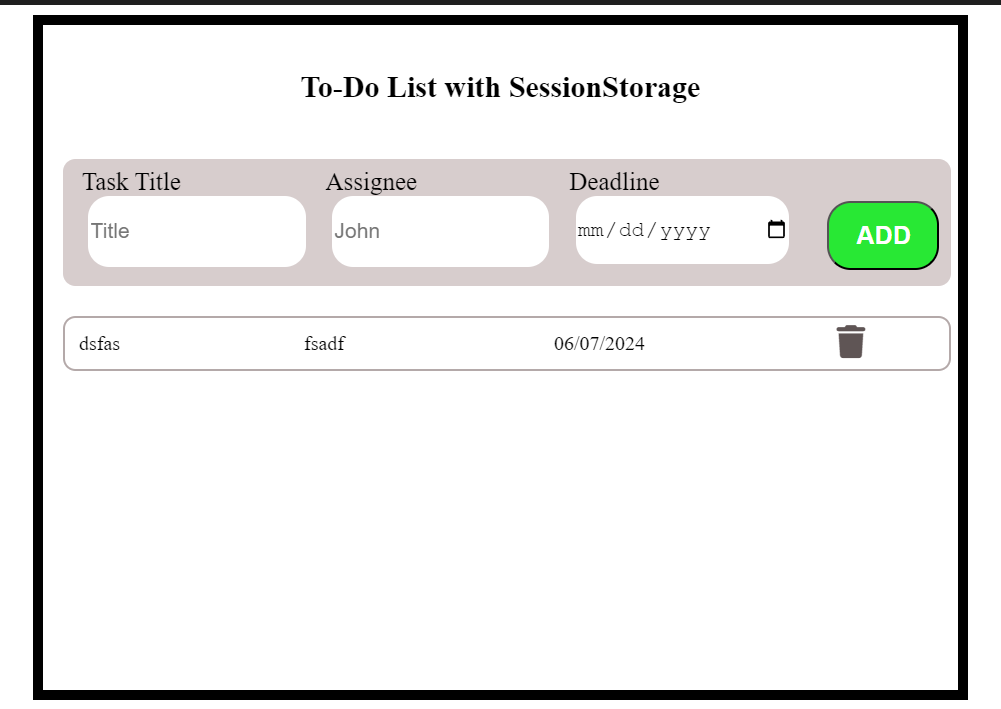 To-Do List with SessionStorage
Task Title Assignee Deadline
Title John mm/dd/yyyy ADD
dsfas fsadf 06/07/2024